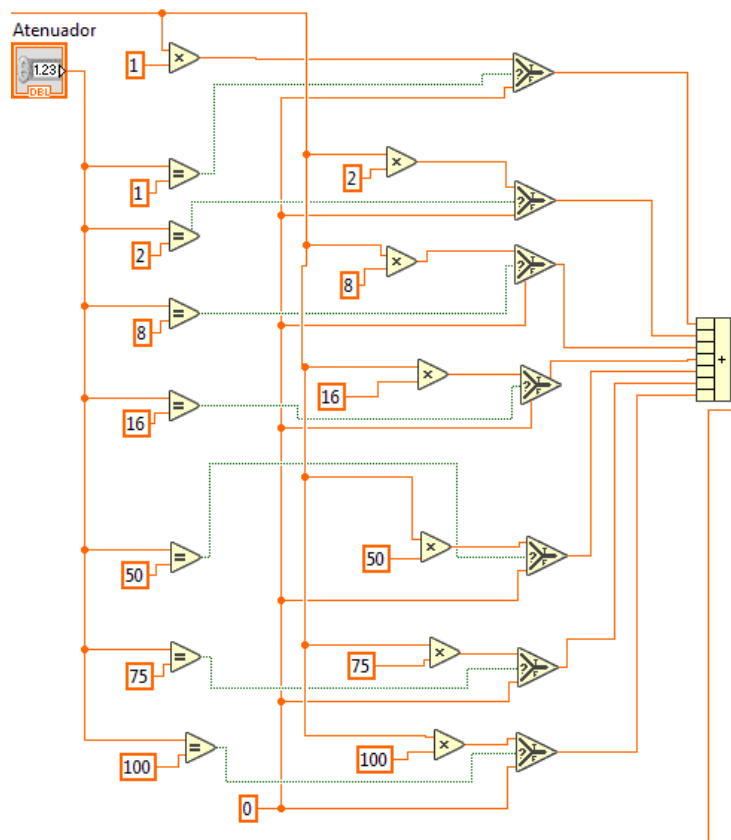 Atenuador
1.23
DBL
1
×
?
T
F
=
1
×
2
?
T
F
=
2
×
8
?
T
F
=
8
+
×
16
?
T
F
=
16
×
50
?
T
F
=
50
×
75
?
T
F
=
75
×
100
?
T
F
=
100
0